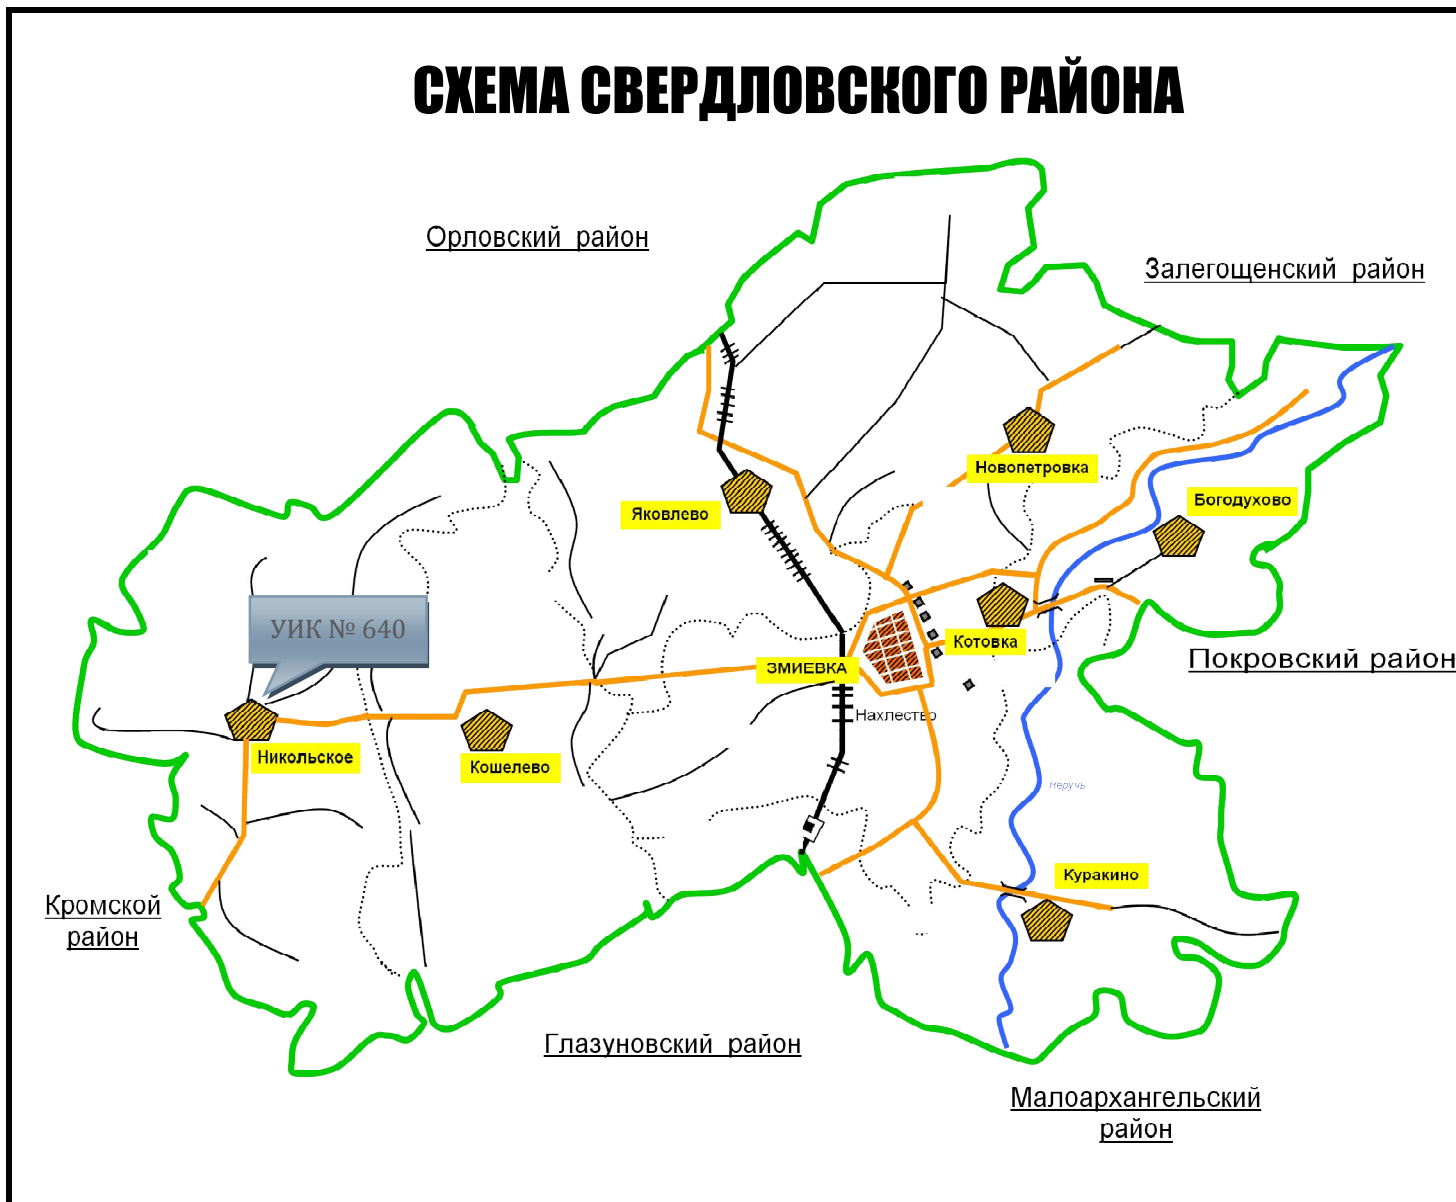 СХЕМА СВЕРДЛОВСКОГО РАЙОНА
Орловский район
Залегощенский район
Новопетровка
Богодухово
Яковлево
УИК № 640
Котовка
ЗМИЕВКА
Покровский район
Нахлество
Никольское
Кошелево
Неручь
Куракино
Кромской
район
Глазуновский район
Малоархангельский
район